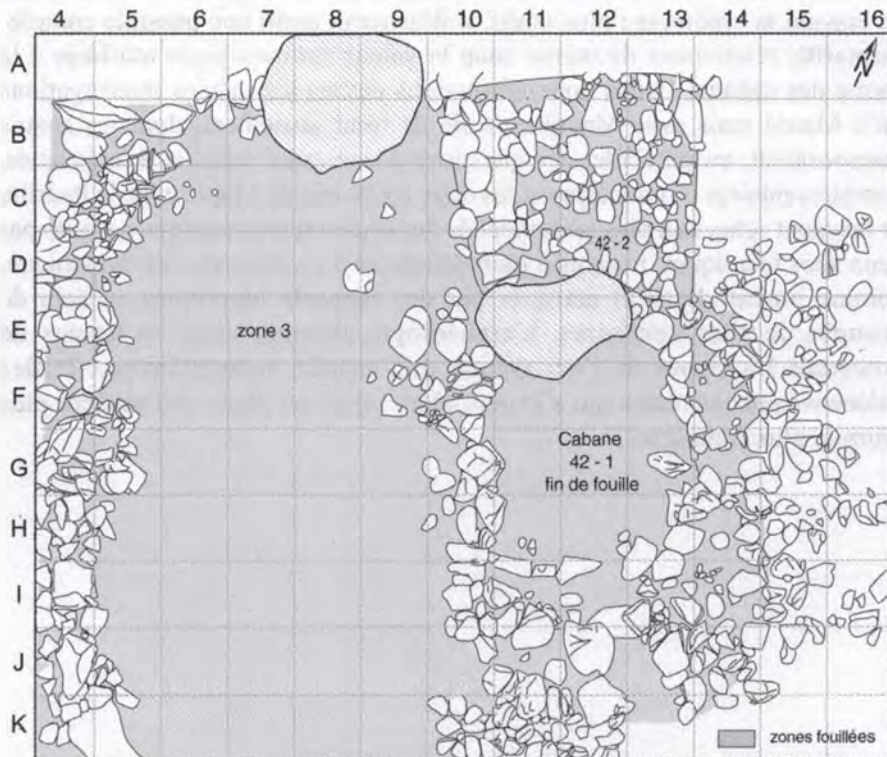 4 5 6 7 8 9 10 11 12 13 14 15 16
A
N
B
C
D
42 - 2
E
zone 3
F
G
Cabane
42 - 1
fin de fouille
H
I
J
K
zones fouillées